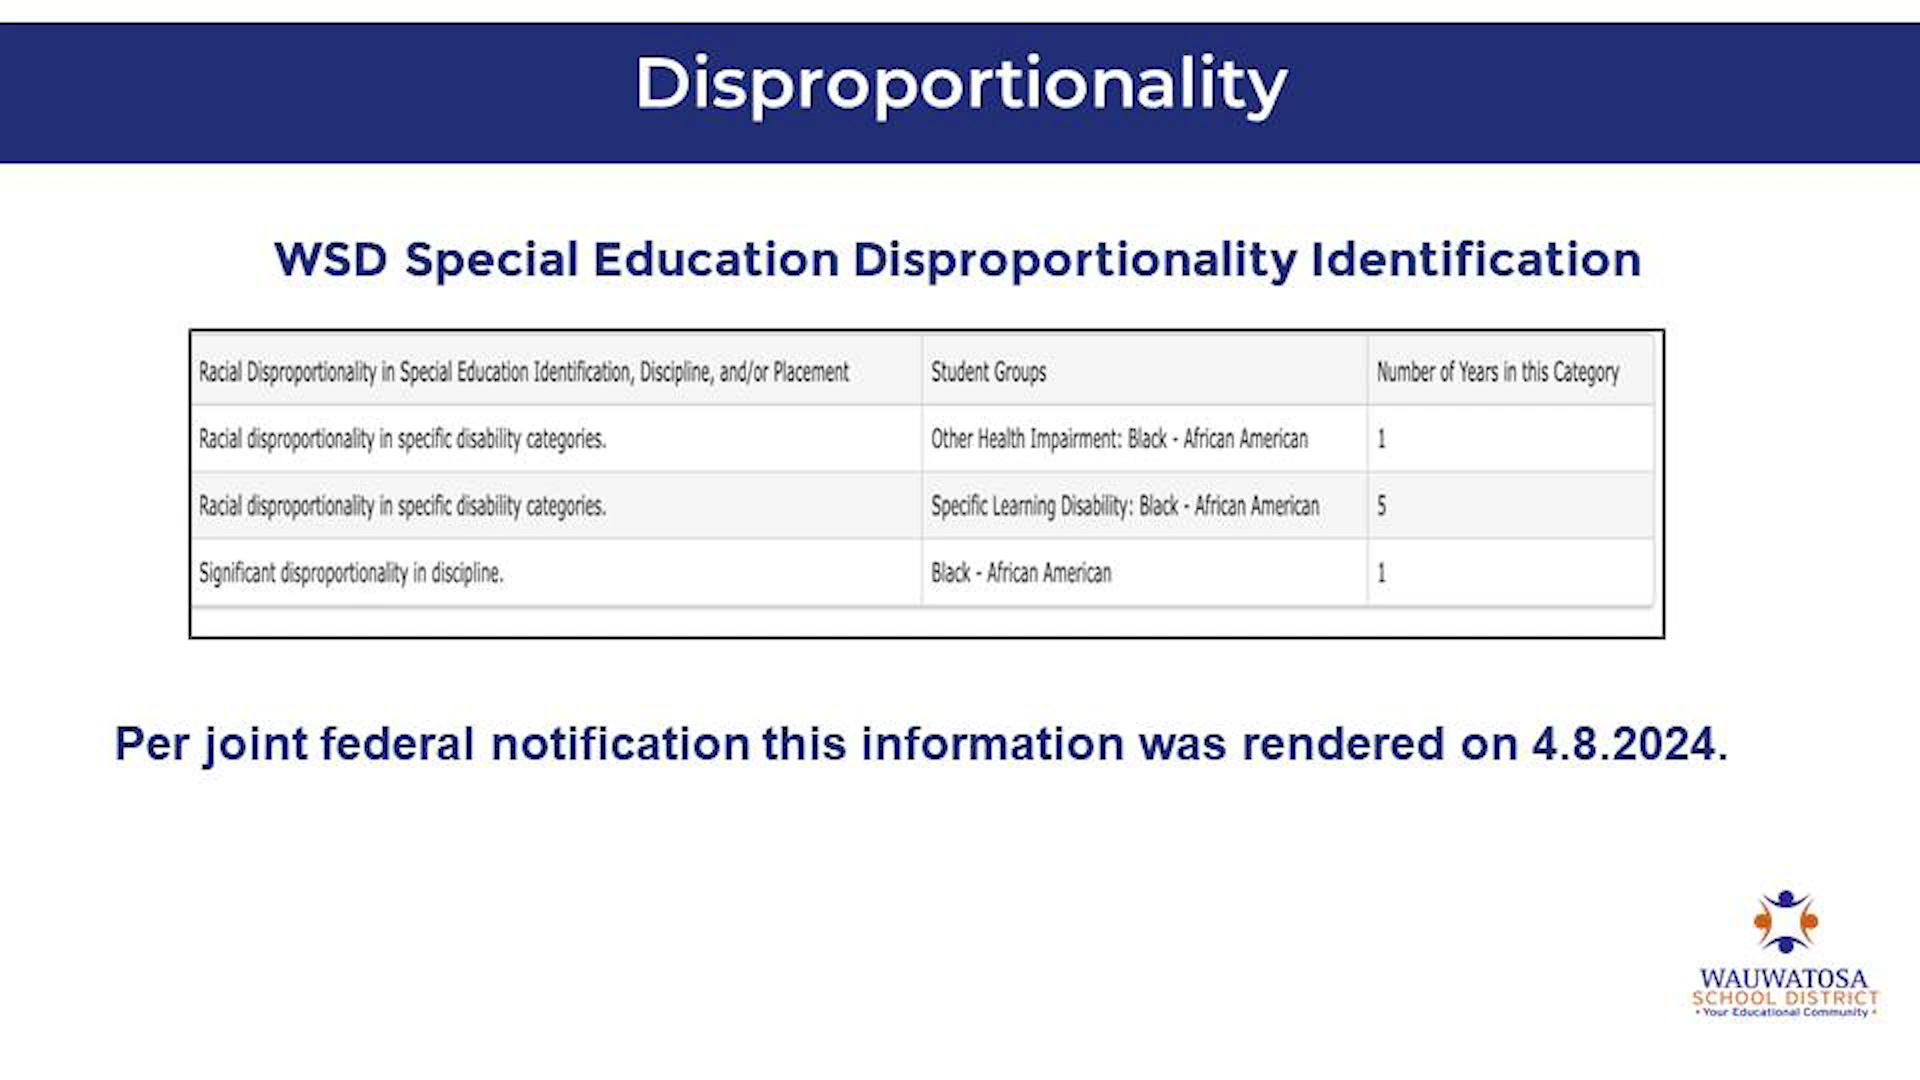 Disproportionality
WSD Special Education Disproportionality Identification
Racial Disproportionality in Special Education Identification, Discipline, and/or Placement Student Groups Number of Years in this Category
Racial disproportionality in specific disability categories. Other Health Impairment: Black - African American 1
Racial disproportionality in specific disability categories. Specific Learning Disability: Black - African American 5
Significant disproportionality in discipline. Black - African American 1
Per joint federal notification this information was rendered on 4.8.2024.
WAUWATOSA
SCHOOL DISTRICT
• Your Educational Community •